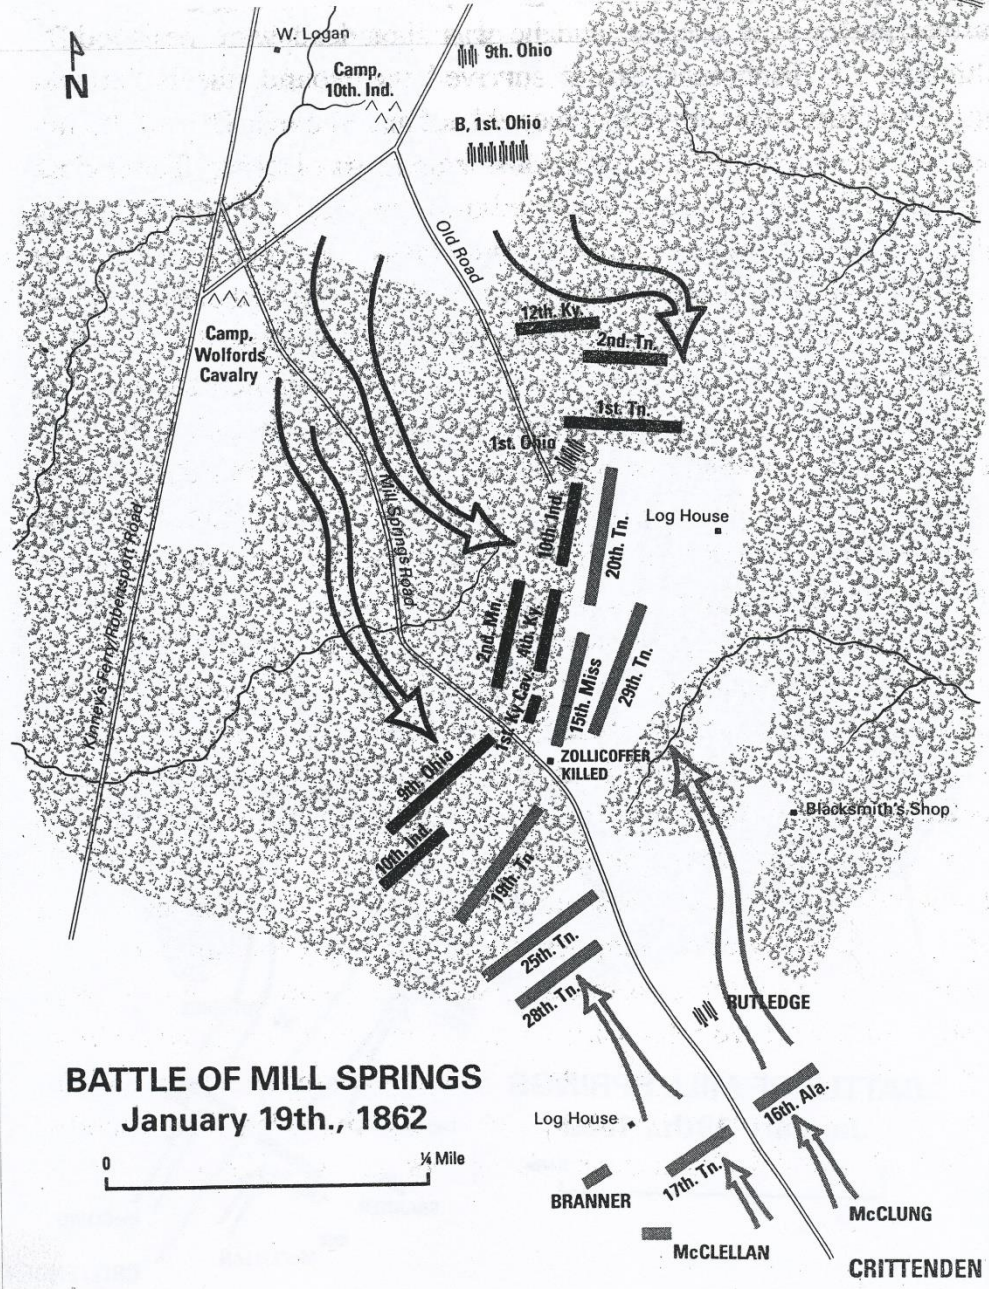 N
W. Logan
Camp,
10th. Ind.
9th. Ohio
B, 1st. Ohio
Old Road
12th. Ky.
2nd. Tn.
Camp,
Wolfords
Cavalry
1st. Tn.
1st. Ohio
10th. Ind.
20th. Tn.
Log House
Mill Springs Road
Kinney's Ferry/Robertsport Road
2nd. Mn.
4th. Ky.
15th. Miss
29th. Tn.
1st. Ky. Cav.
ZOLLICOFFER
KILLED
9th. Ohio
10th. Ind.
19th. Tn
Blacksmith's Shop
25th. Tn.
28th. Tn.
RUTLEDGE
BATTLE OF MILL SPRINGS
January 19th., 1862
0 ¼ Mile
Log House
16th. Ala.
17th. Tn.
BRANNER
McCLELLAN
McCLUNG
CRITTENDEN